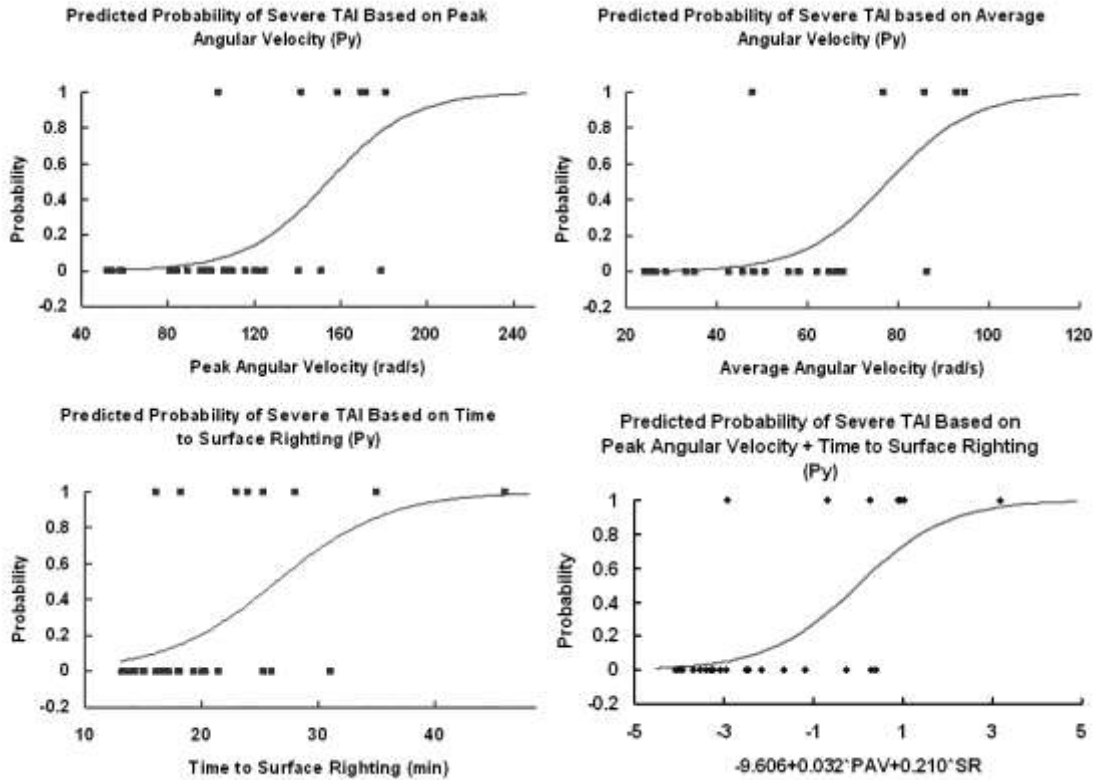 Predicted Probability of Severe TAI Based on Peak
Angular Velocity (Py)
1
0.8
0.6
0.4
0.2
0
-0.2
Probability
40 80 120 160 200 240
Peak Angular Velocity (rad/s)
Predicted Probability of Severe TAI based on Average
Angular Velocity (Py)
1
0.8
0.6
0.4
0.2
0
-0.2
Probability
20 40 60 80 100 120
Average Angular Velocity (rad/s)
Predicted Probability of Severe TAI Based on Time
to Surface Righting (Py)
1
0.8
0.6
0.4
0.2
0
-0.2
Probability
10 20 30 40
Time to Surface Righting (min)
Predicted Probability of Severe TAI Based on
Peak Angular Velocity + Time to Surface Righting
(Py)
1
0.8
0.6
0.4
0.2
0
-0.2
Probability
-5 -3 -1 1 3 5
-9.606+0.032*PAV+0.210*SR